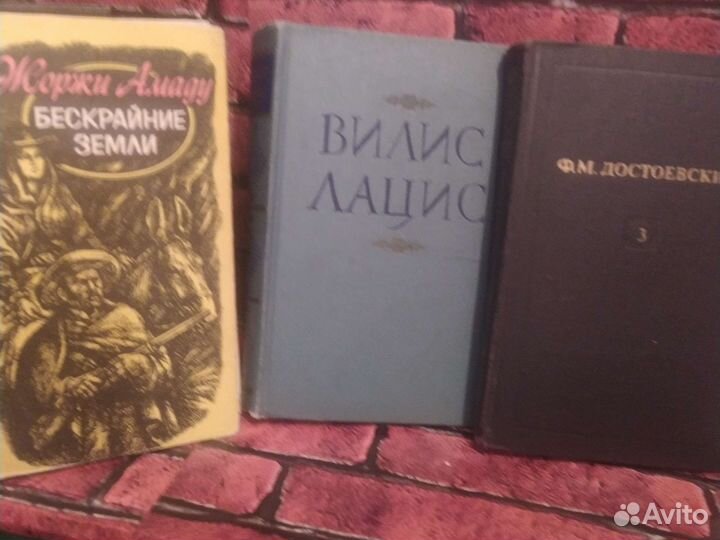 Жоржи Амаду
БЕСКРАЙНИЕ
ЗЕМЛИ
ВИЛИС
ЛАЦИС
Ф.М. ДОСТОЕВСКИ
3
Avito